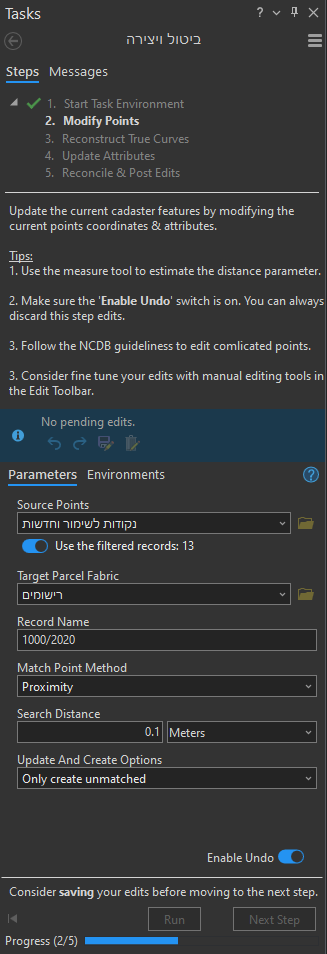 Tasks
?
ביטול ויצירה
Steps Messages
1. Start Task Environment
2. Modify Points
3. Reconstruct True Curves
4. Update Attributes
5. Reconcile & Post Edits
Update the current cadaster features by modifying the
current points coordinates & attributes.
Tips:
1. Use the measure tool to estimate the distance parameter.
2. Make sure the 'Enable Undo' switch is on. You can always
discard this step edits.
3. Follow the NCDB guideliness to edit comlicated points.
3. Consider fine tune your edits with manual editing tools in
the Edit Toolbar.
No pending edits.
Parameters Environments
?
Source Points
נקודות לשימור וחדשות
Use the filtered records: 13
Target Parcel Fabric
רישומים
Record Name
1000/2020
Match Point Method
Proximity
Search Distance
0.1 Meters
Update And Create Options
Only create unmatched
Enable Undo
Consider saving your edits before moving to the next step.
Run Next Step
Progress (2/5)